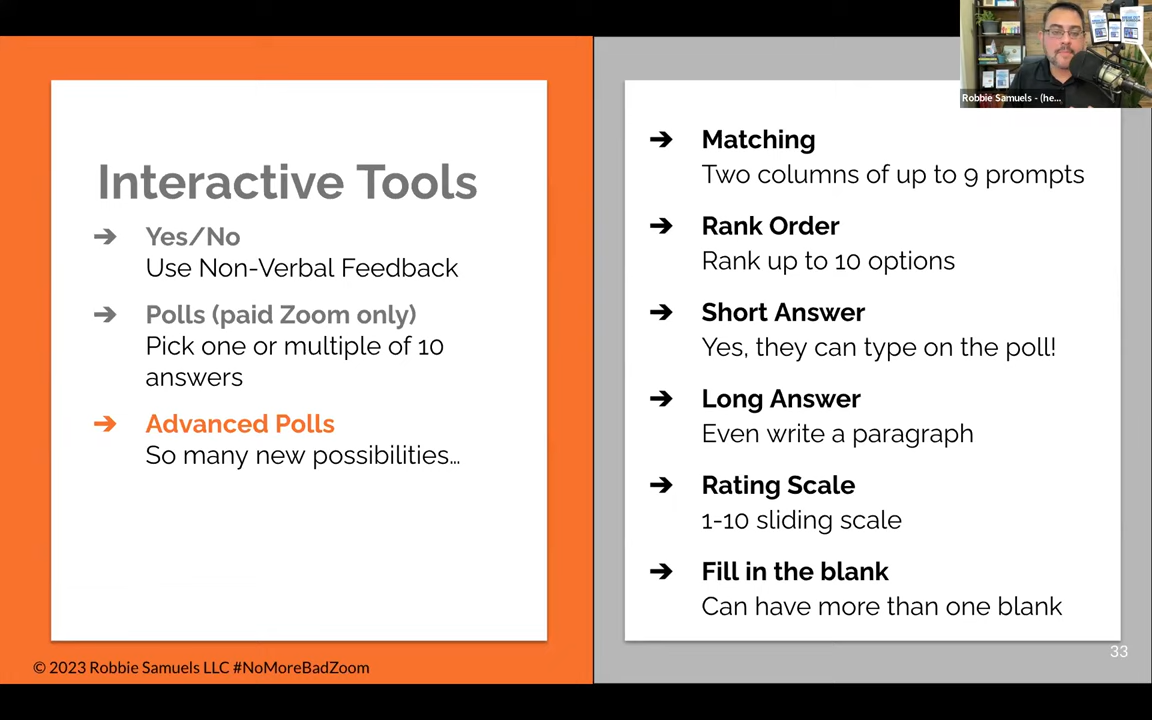 Interactive Tools
➔ Yes/No
Use Non-Verbal Feedback
➔ Polls (paid Zoom only)
Pick one or multiple of 10
answers
➔ Advanced Polls
So many new possibilities...
© 2023 Robbie Samuels LLC #NoMoreBadZoom
➔ Matching
Two columns of up to 9 prompts
➔ Rank Order
Rank up to 10 options
➔ Short Answer
Yes, they can type on the poll!
➔ Long Answer
Even write a paragraph
➔ Rating Scale
1-10 sliding scale
➔ Fill in the blank
Can have more than one blank
33
Robbie Samuels - (he...